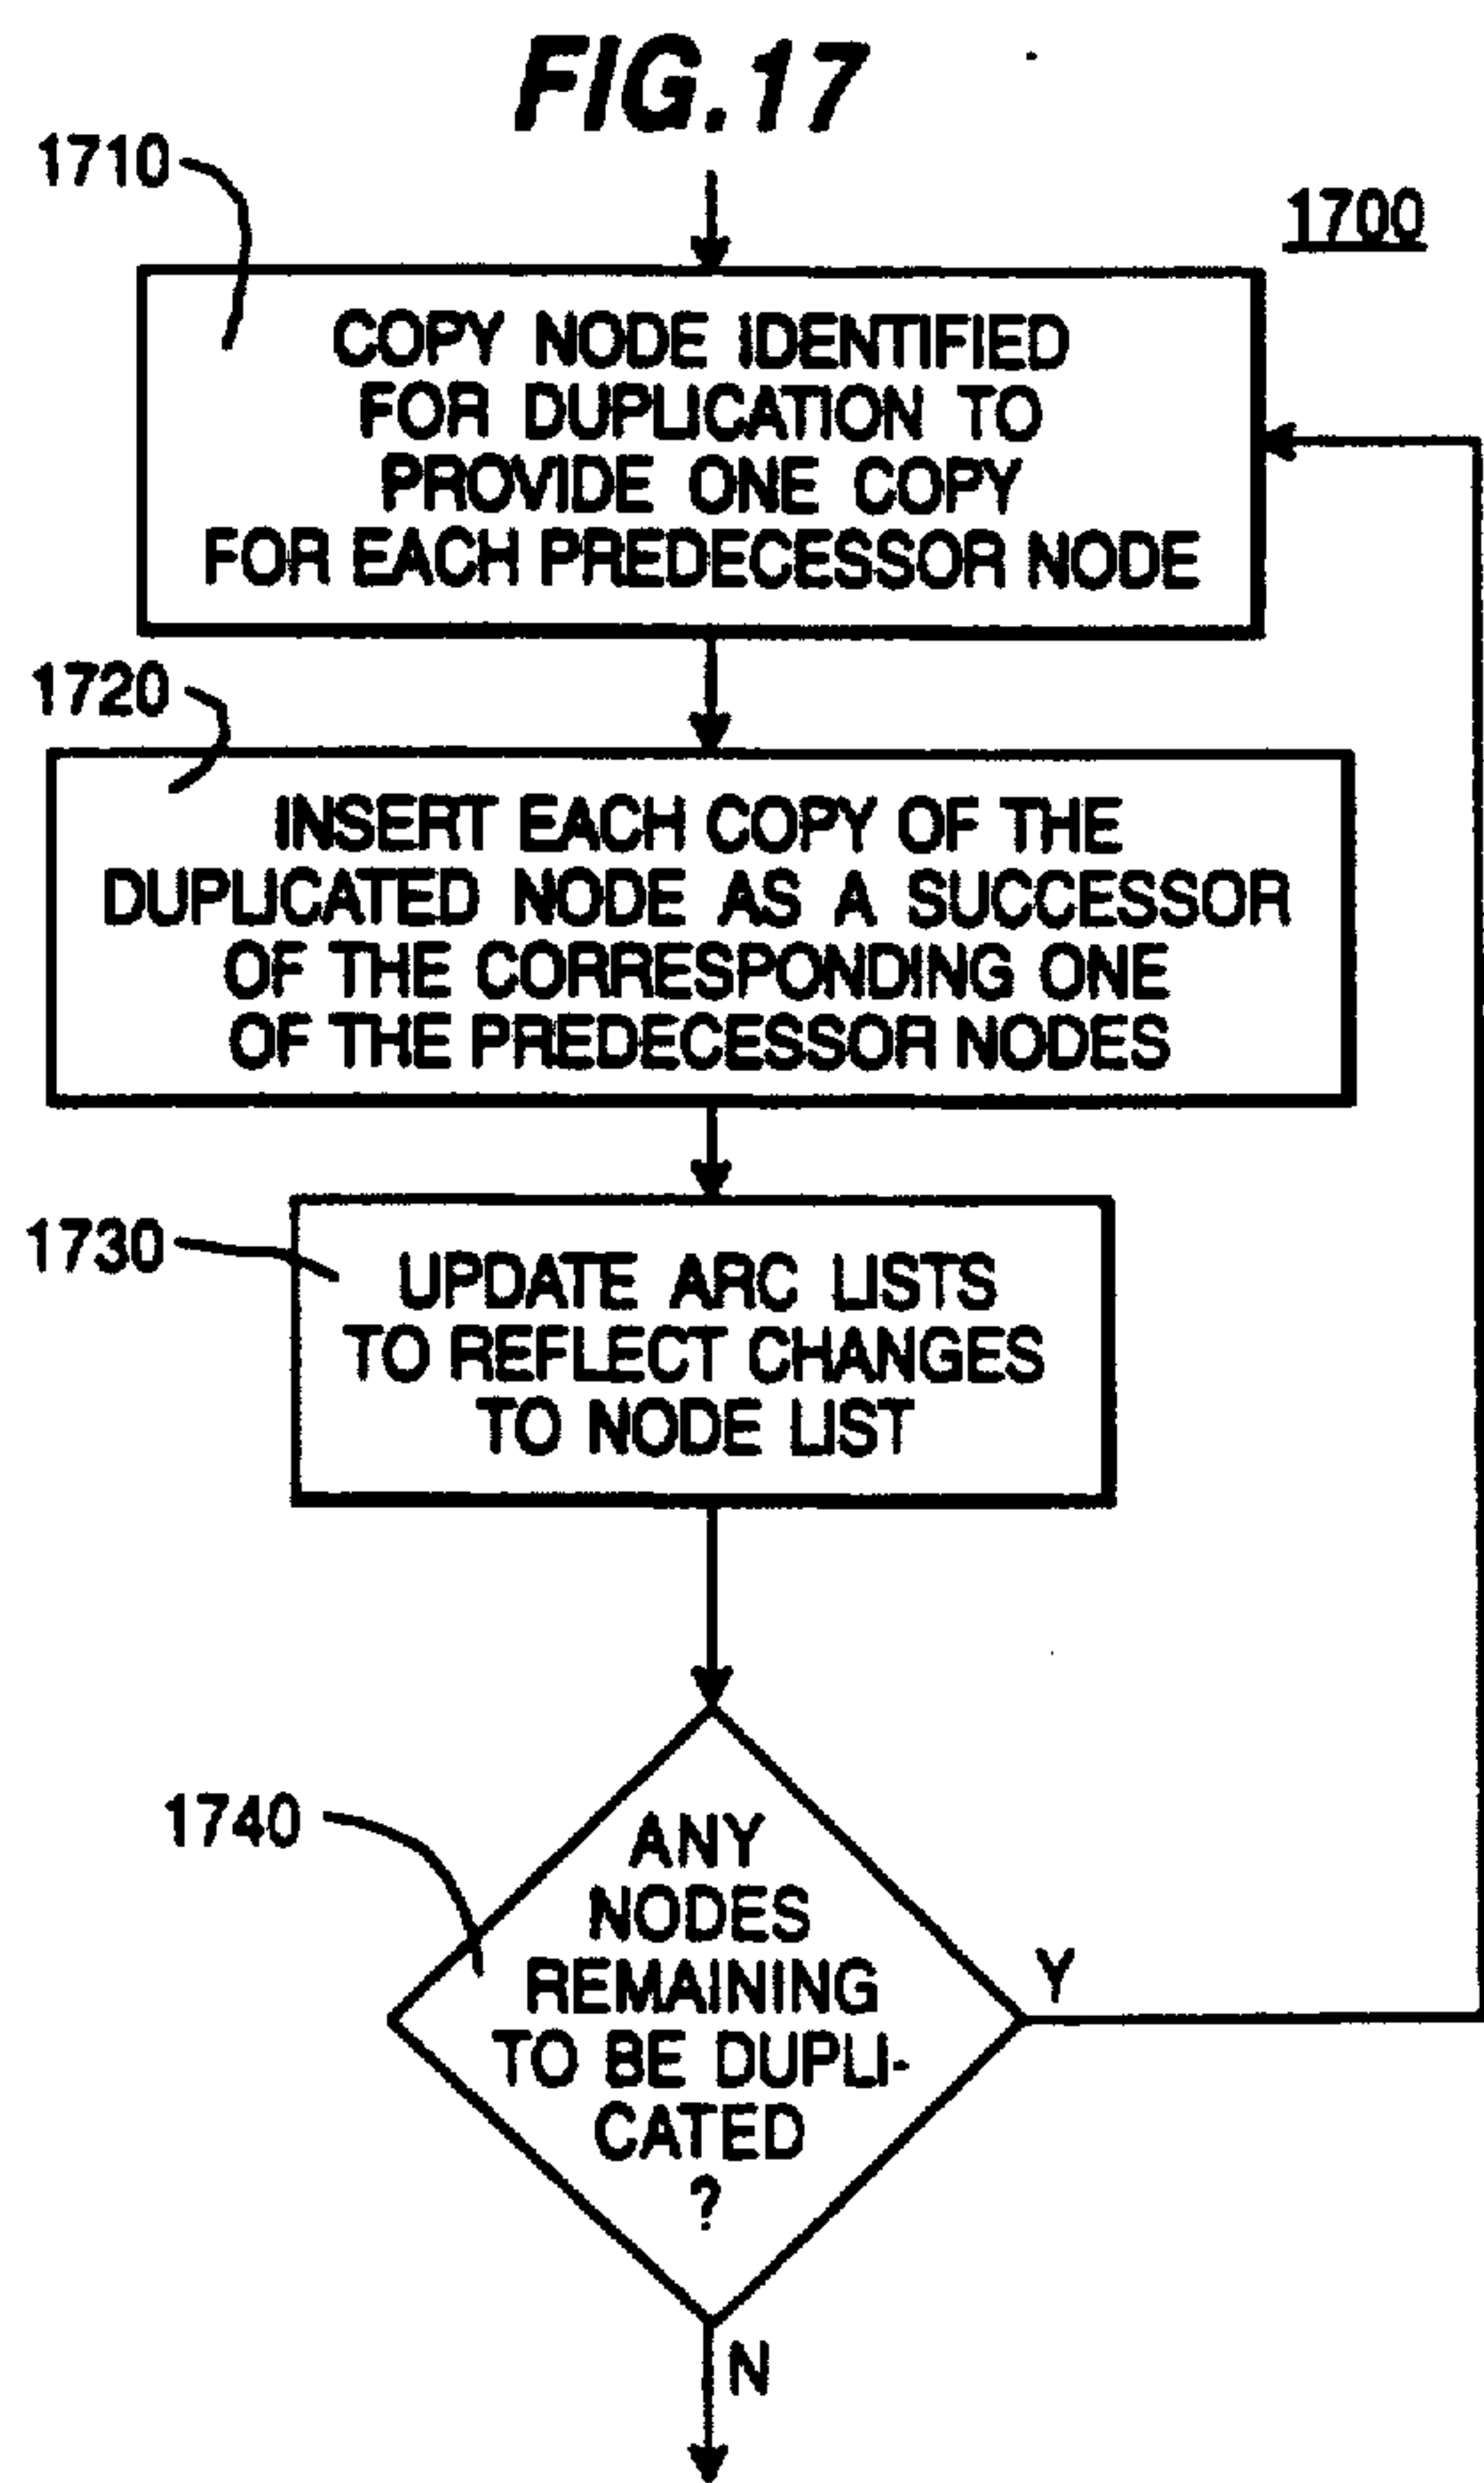 FIG.17
1710
1700
COPY NODE IDENTIFIED
FOR DUPLICATION TO
PROVIDE ONE COPY
FOR EACH PREDECESSOR NODE
1720
INSERT EACH COPY OF THE
DUPLICATED NODE AS A SUCCESSOR
OF THE CORRESPONDING ONE
OF THE PREDECESSOR NODES
1730
UPDATE ARC LISTS
TO REFLECT CHANGES
TO NODE LIST
1740
ANY
NODES
REMAINING
TO BE DUPLI-
CATED
?
Y
N